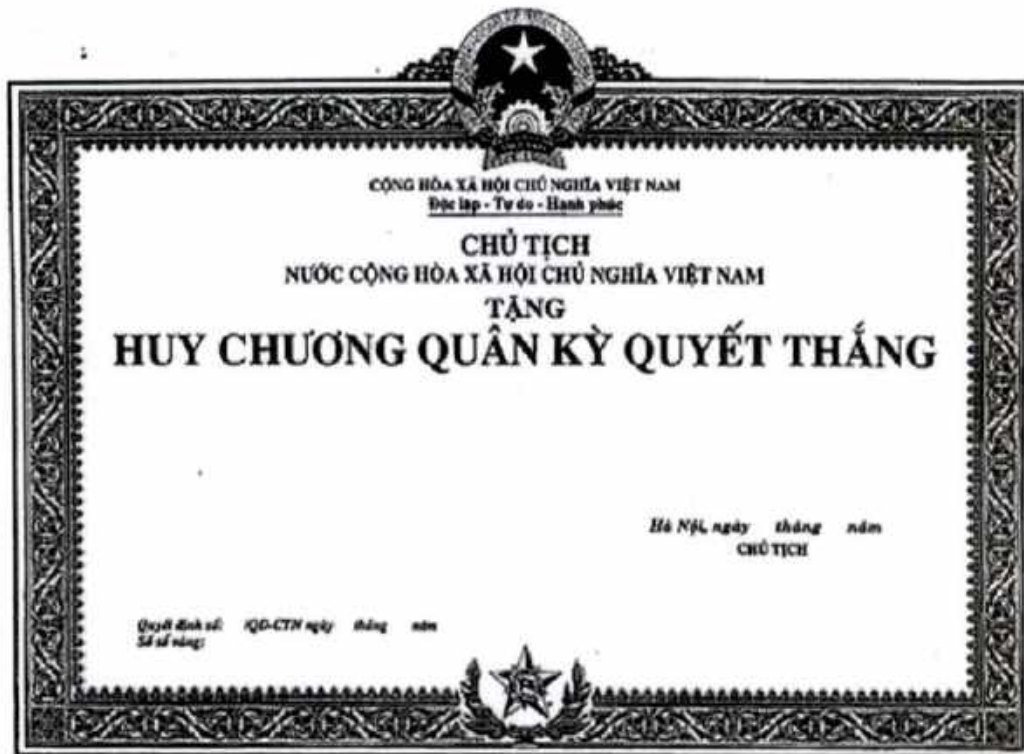 CỘNG HÒA XÃ HỘI CHỦ NGHĨA VIỆT NAM
Độc lập - Tự do - Hạnh phúc
CHỦ TỊCH
NƯỚC CỘNG HÒA XÃ HỘI CHỦ NGHĨA VIỆT NAM
TẶNG
HUY CHƯƠNG QUÂN KỲ QUYẾT THẮNG
Hà Nội, ngày tháng năm
CHỦ TỊCH
Quyết định số: /QD-CTN ngày tháng năm
Số sổ vàng: